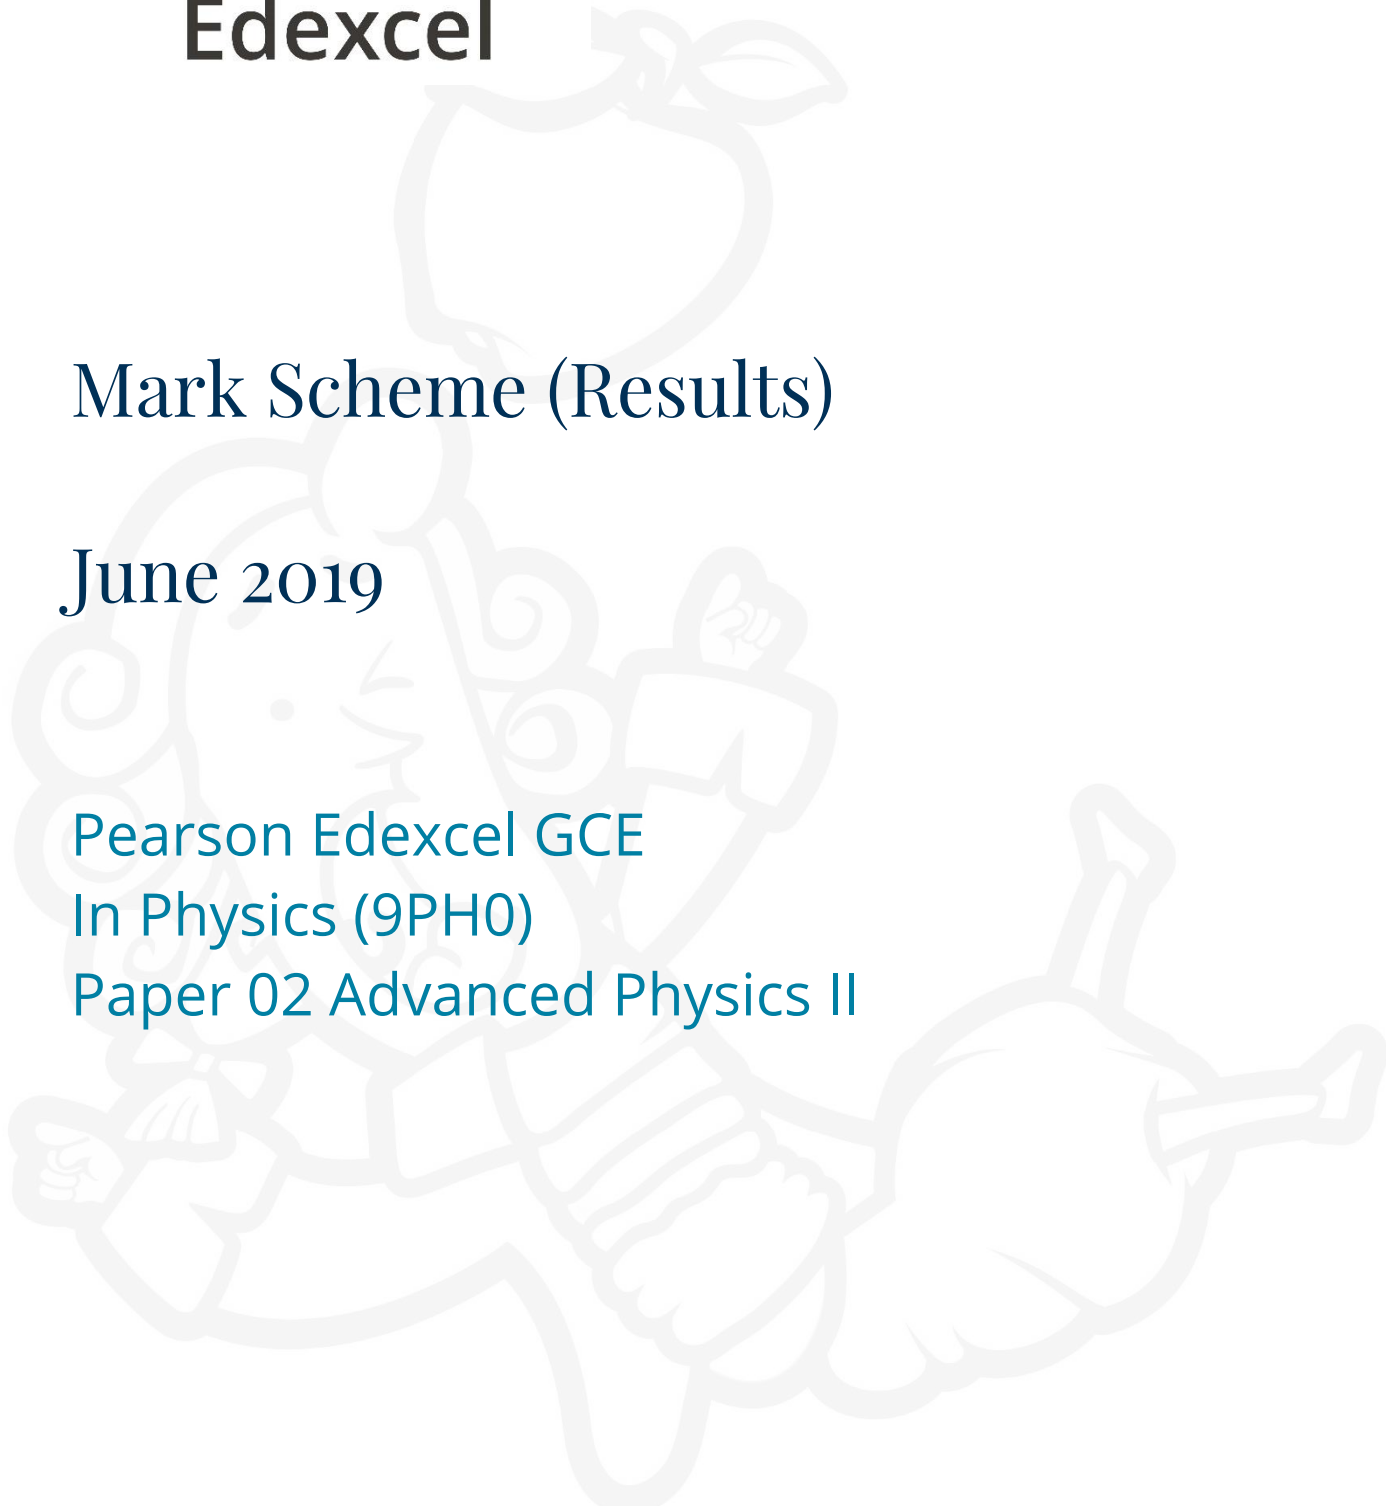 Edexcel
Mark Scheme (Results)
June 2019
Pearson Edexcel GCE
In Physics (9PH0)
Paper 02 Advanced Physics II